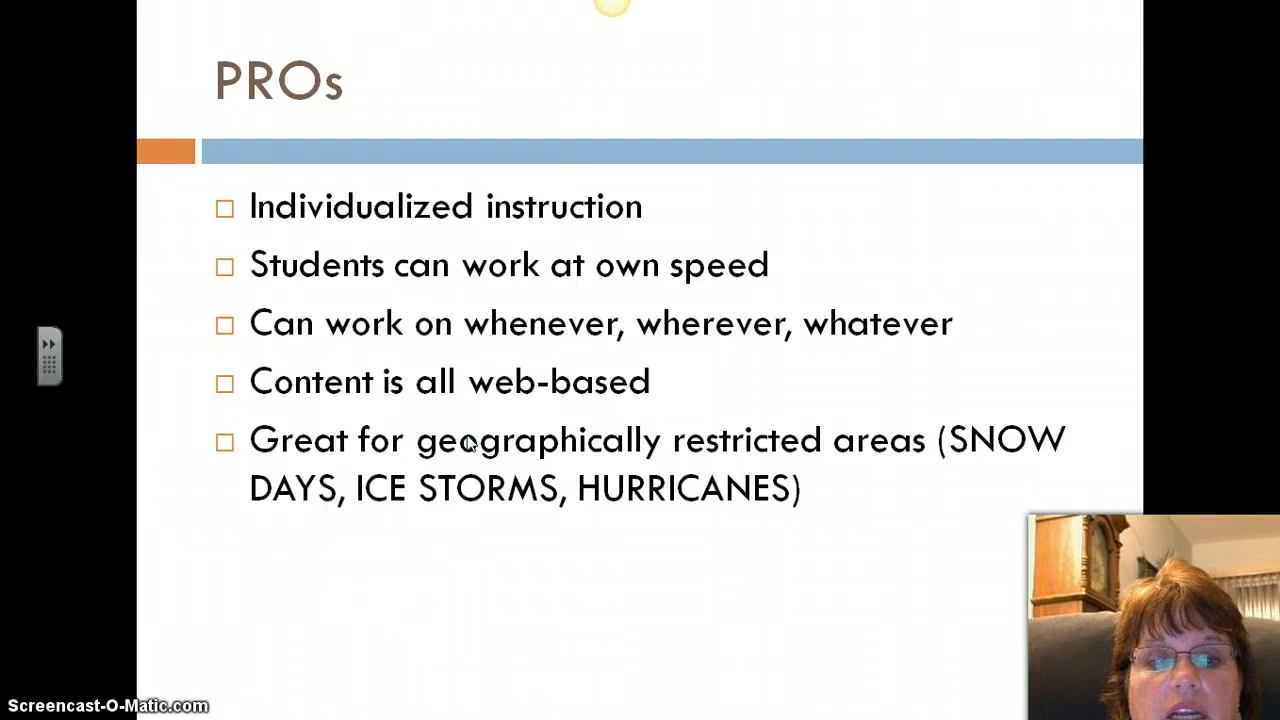 PROs
Individualized instruction
Students can work at own speed
Can work on whenever, wherever, whatever
Content is all web-based
Great for geographically restricted areas (SNOW
DAYS, ICE STORMS, HURRICANES)
Screencast-O-Matic.com